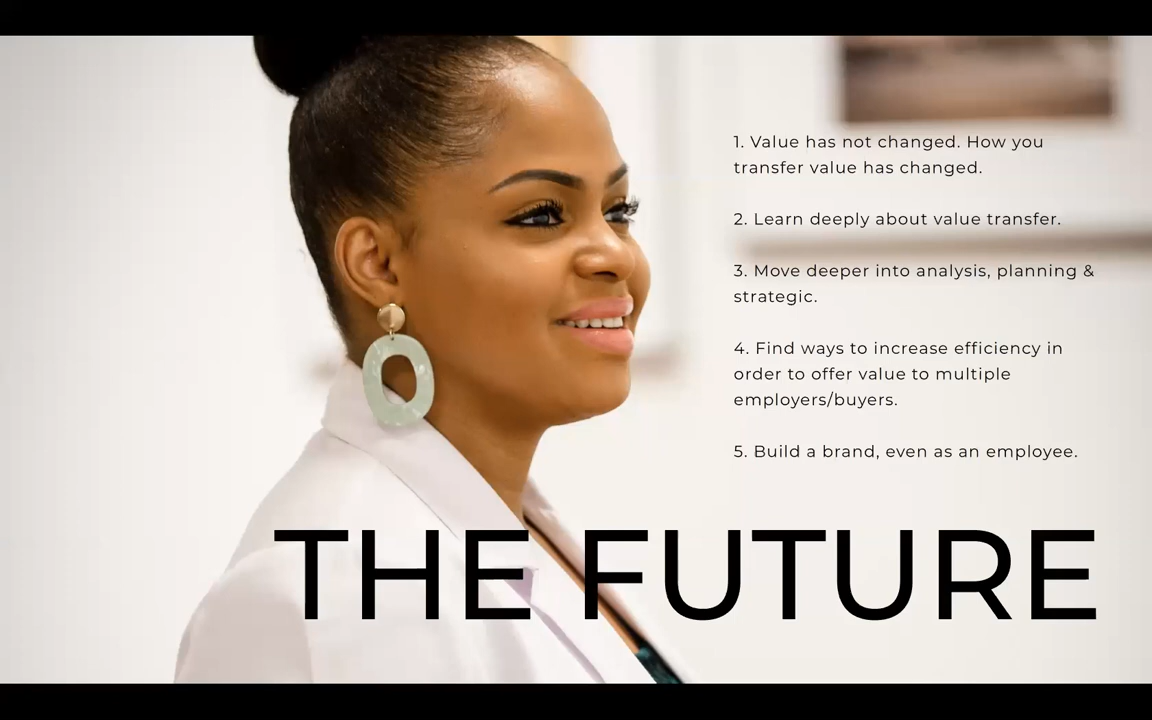 1. Value has not changed. How you
transfer value has changed.
2. Learn deeply about value transfer.
3. Move deeper into analysis, planning &
strategic.
4. Find ways to increase efficiency in
order to offer value to multiple
employers/buyers.
5. Build a brand, even as an employee.
THE FUTURE